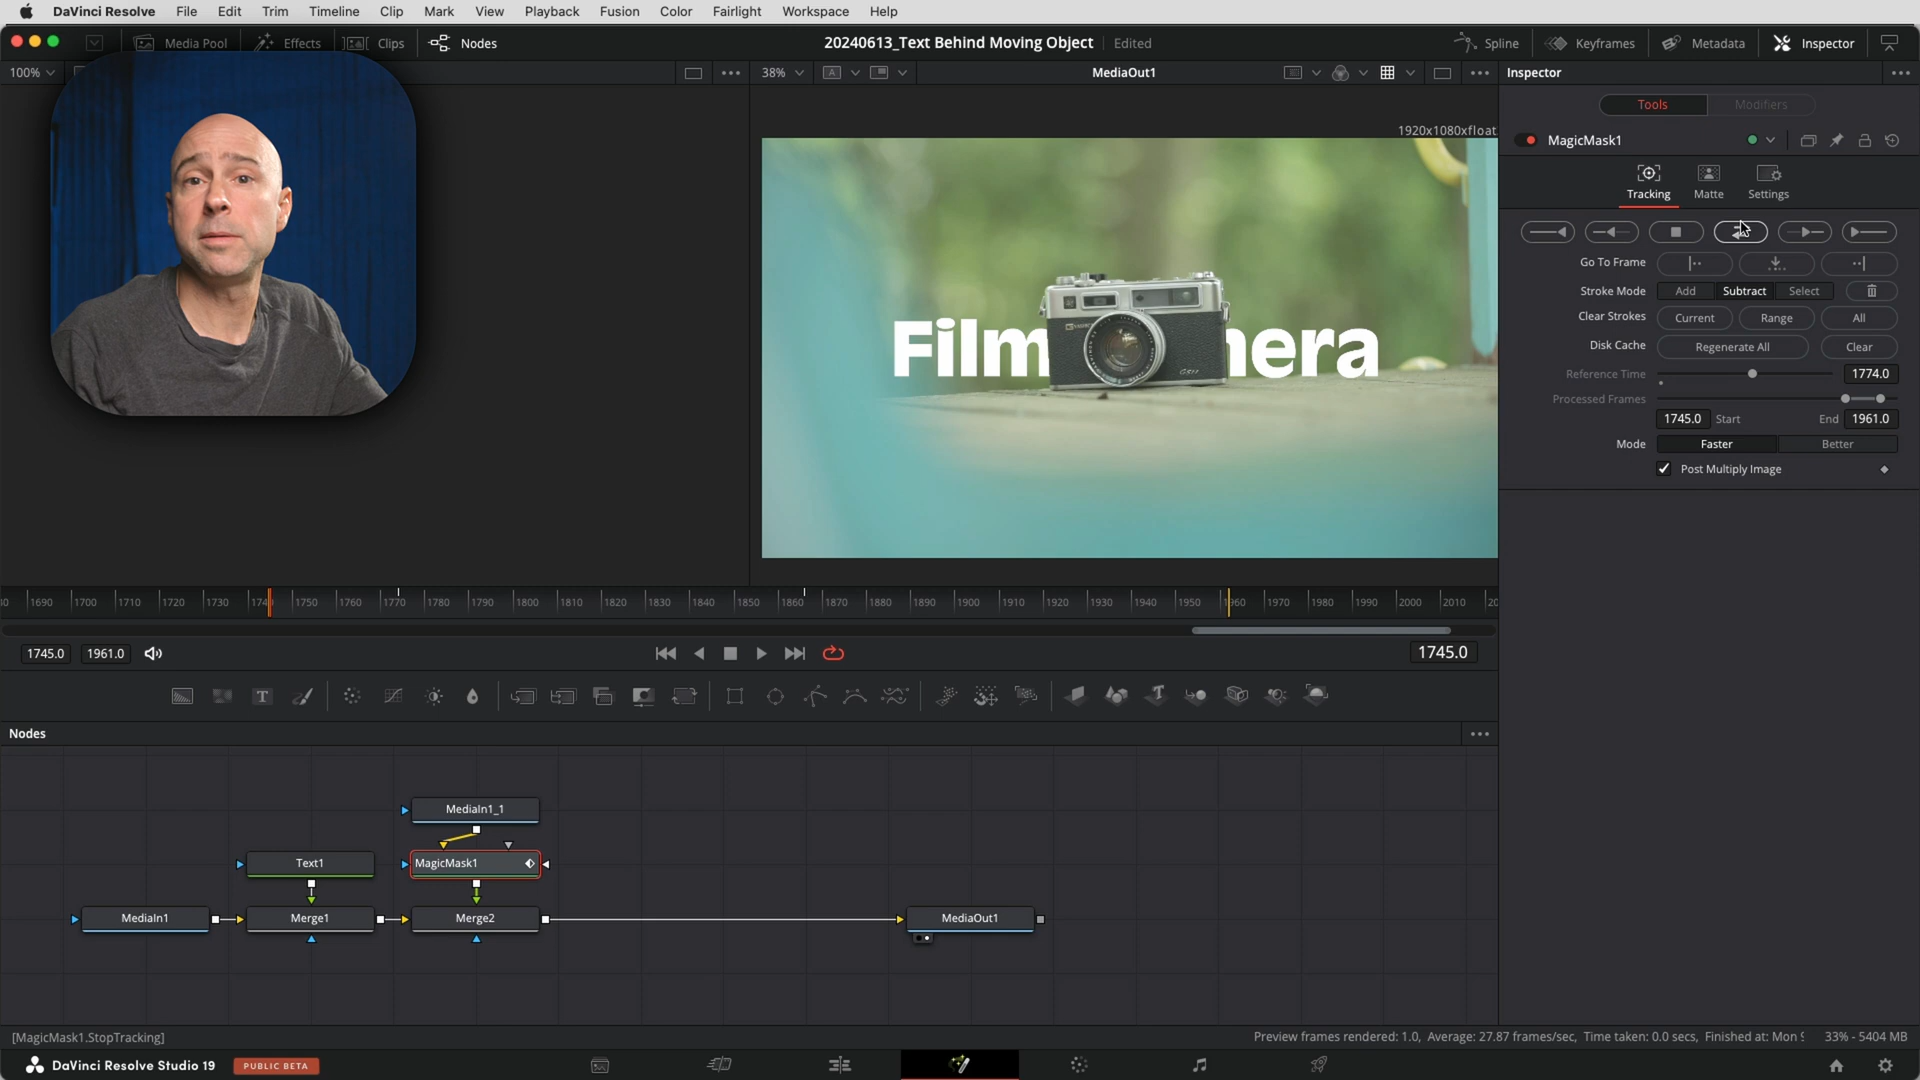 DaVinci Resolve File Edit Trim Timeline Clip Mark View Playback Fusion Color Fairlight Workspace Help
Media Pool Effects Clips Nodes 20240613_Text Behind Moving Object Edited Spline Keyframes Metadata Inspector
100% 38% A MediaOut1 Inspector
Tools Modifiers
1920x1080xfloat
MagicMask1
Tracking Matte Settings
Go To Frame
Stroke Mode Add Subtract Select
Clear Strokes Current Range All
Disk Cache Regenerate All Clear
Reference Time 1774.0
Processed Frames
1745.0 Start End 1961.0
Mode Faster Better
Post Multiply Image
Film nera
GSN
1690 1700 1710 1720 1730 174 1750 1760 1770 1780 1790 1800 1810 1820 1830 1840 1850 1860 1870 1880 1890 1900 1910 1920 1930 1940 1950 1960 1970 1980 1990 2000 2010
1745.0 1961.0 1745.0
Nodes
MediaIn1_1
Text1 MagicMask1
MediaIn1 Merge1 Merge2 MediaOut1
[MagicMask1.StopTracking] Preview frames rendered: 1.0, Average: 27.87 frames/sec, Time taken: 0.0 secs, Finished at: Mon 33% - 5404 MB
DaVinci Resolve Studio 19 PUBLIC BETA